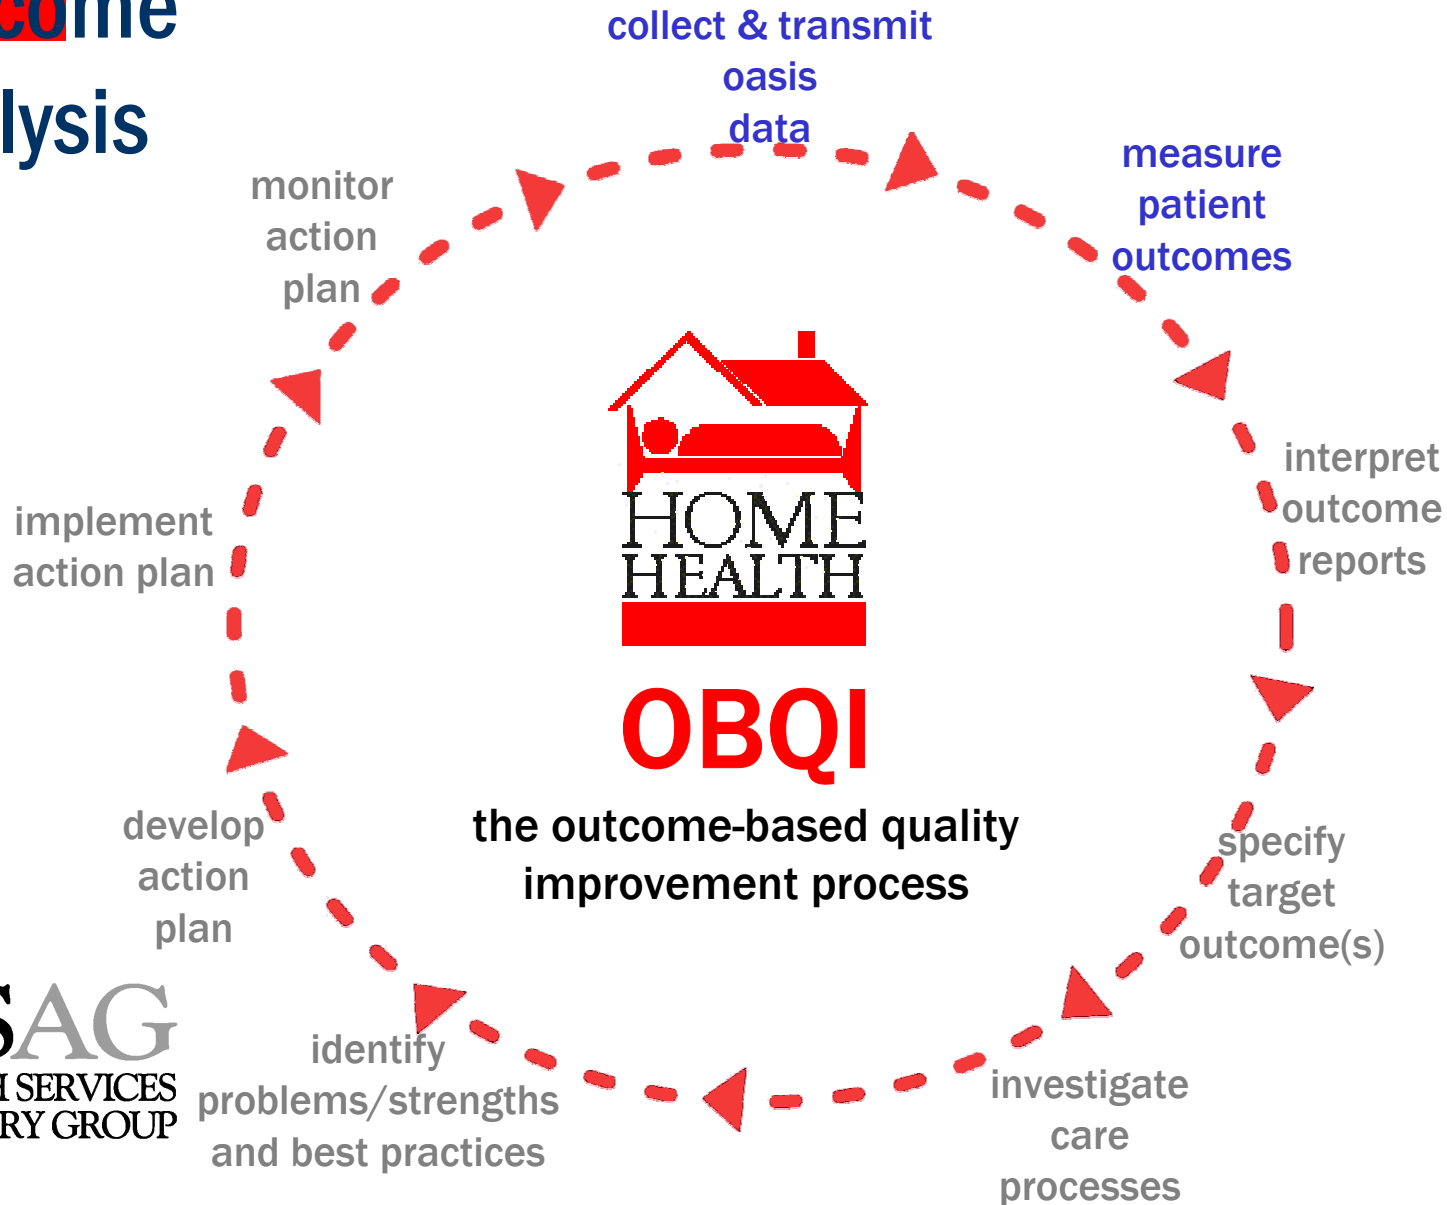 come
lysis
collect & transmit
oasis
data
measure
patient
outcomes
interpret
outcome
reports
specify
target
outcome(s)
investigate
care
processes
identify
problems/strengths
and best practices
develop
action
plan
implement
action plan
monitor
action
plan
HOME
HEALTH
OBQI
the outcome-based quality
improvement process
SAG
H SERVICES
RY GROUP